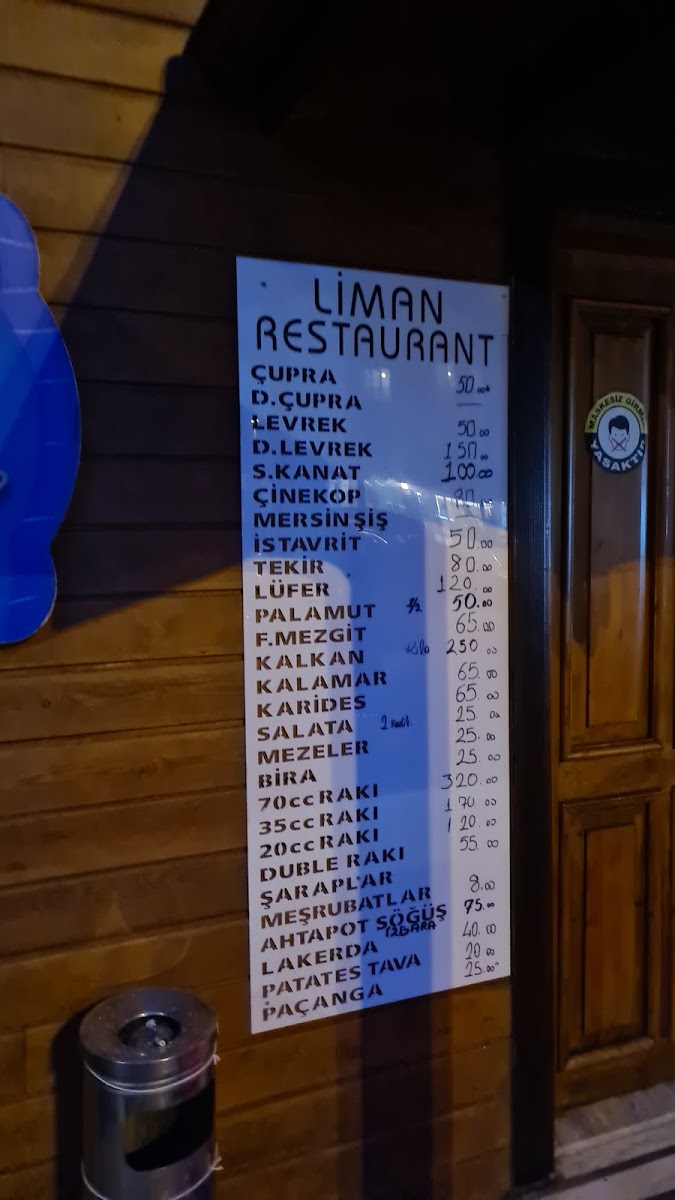 LİMAN
RESTAURANT
ÇUPRA 50.00
D.ÇUPRA —
LEVREK 50.00
D.LEVREK 150.00
S.KANAT 100.00
ÇİNEKOP
MERSİN ŞİŞ
İSTAVRİT 50.00
TEKİR 80.00
LÜFER 120.00
PALAMUT 50.00
F.MEZGİT 65.00
KALKAN Kilo 250.00
KALAMAR 65.00
KARİDES 65.00
SALATA 25.00
MEZELER 25.00
BİRA 25.00
70cc RAKI 320.00
35cc RAKI 170.00
20cc RAKI 120.00
DUBLE RAKI 55.00
ŞARAPLAR
MEŞRUBATLAR 8.00
AHTAPOT SÖĞÜŞ 75.00
IZGARA
LAKERDA 40.00
PATATES TAVA 20.00
PAÇANGA 25.00
MASKESİZ GİRMEK
YASAKTIR